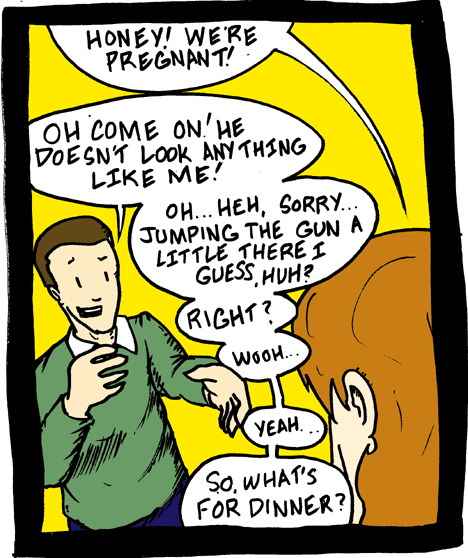 HONEY! WE'RE
PREGNANT!
OH COME ON! HE
DOESN'T LOOK ANYTHING
LIKE ME!
OH... HEH, SORRY...
JUMPING THE GUN A
LITTLE THERE I
GUESS, HUH?
RIGHT?
WOOH...
YEAH...
SO, WHAT'S
FOR DINNER?